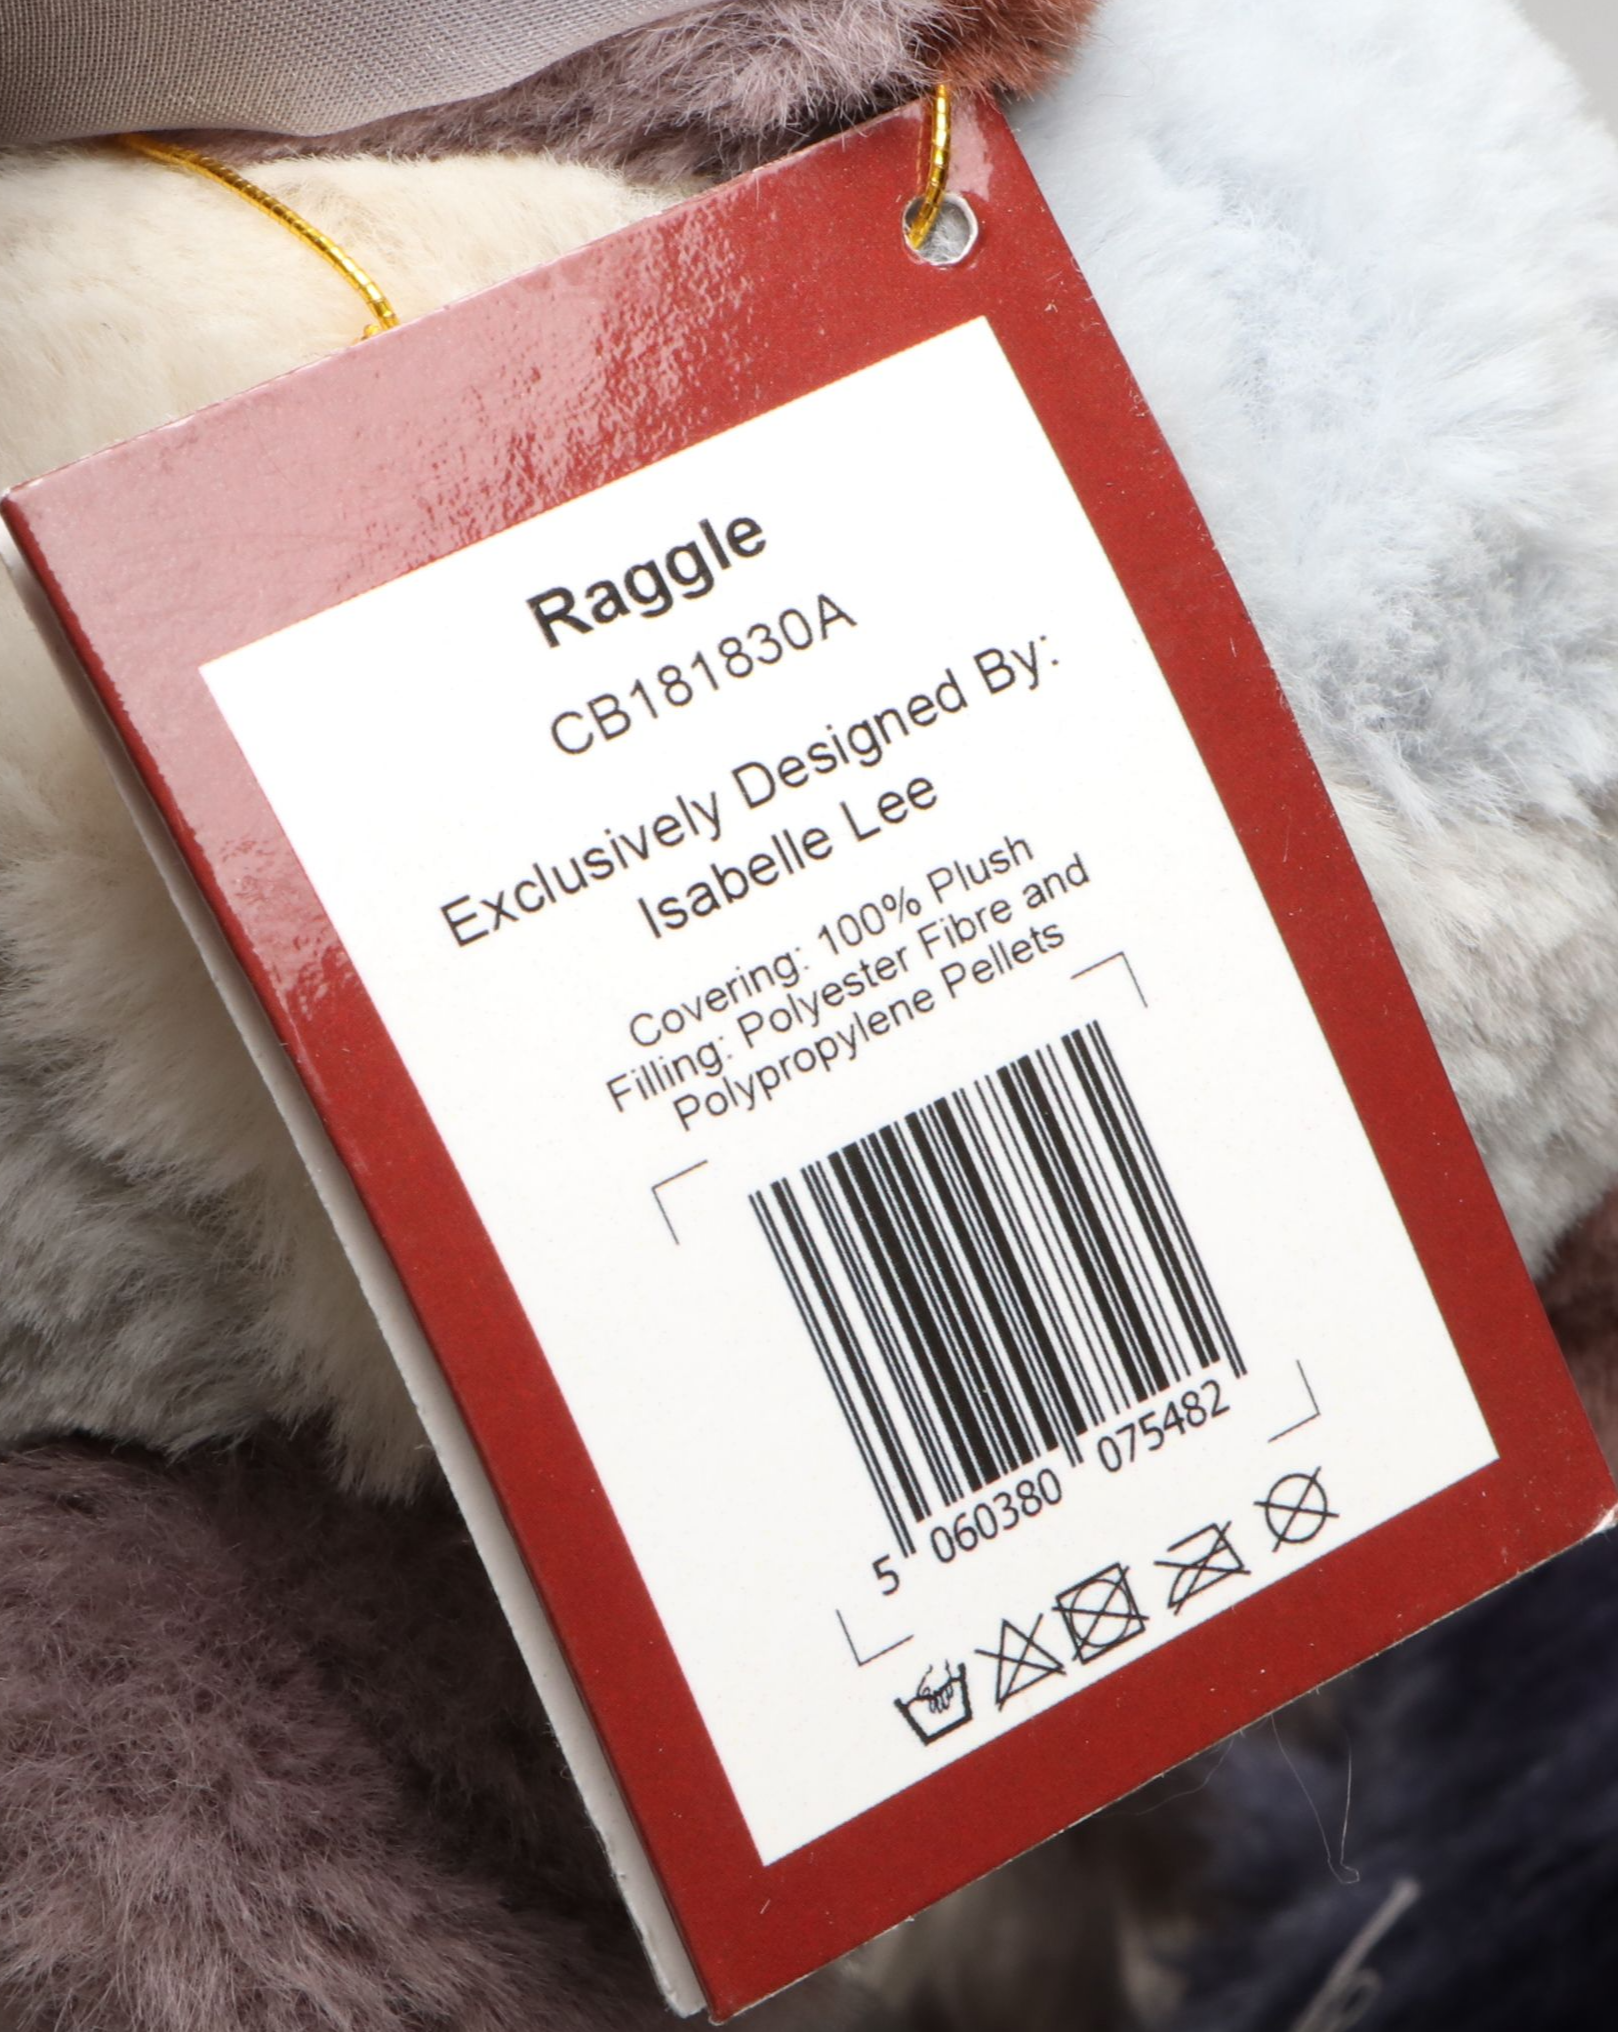 Raggle
CB181830A
Exclusively Designed By:
Isabelle Lee
Covering: 100% Plush
Filling: Polyester Fibre and
Polypropylene Pellets
5 060380 075482